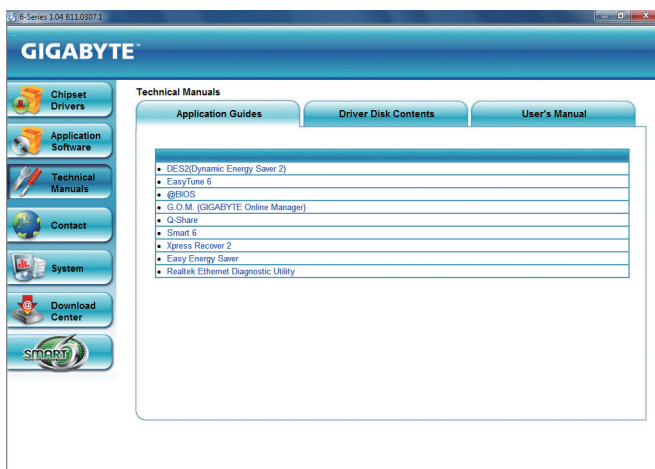 6-Series 1.04 B11.0307.1
GIGABYTE™
Chipset
Drivers
Application
Software
Technical
Manuals
Contact
System
Download
Center
SMART 6
Technical Manuals
Application Guides
Driver Disk Contents
User's Manual
• DES2(Dynamic Energy Saver 2)
• EasyTune 6
• @BIOS
• G.O.M. (GIGABYTE Online Manager)
• Q-Share
• Smart 6
• Xpress Recover 2
• Easy Energy Saver
• Realtek Ethernet Diagnostic Utility